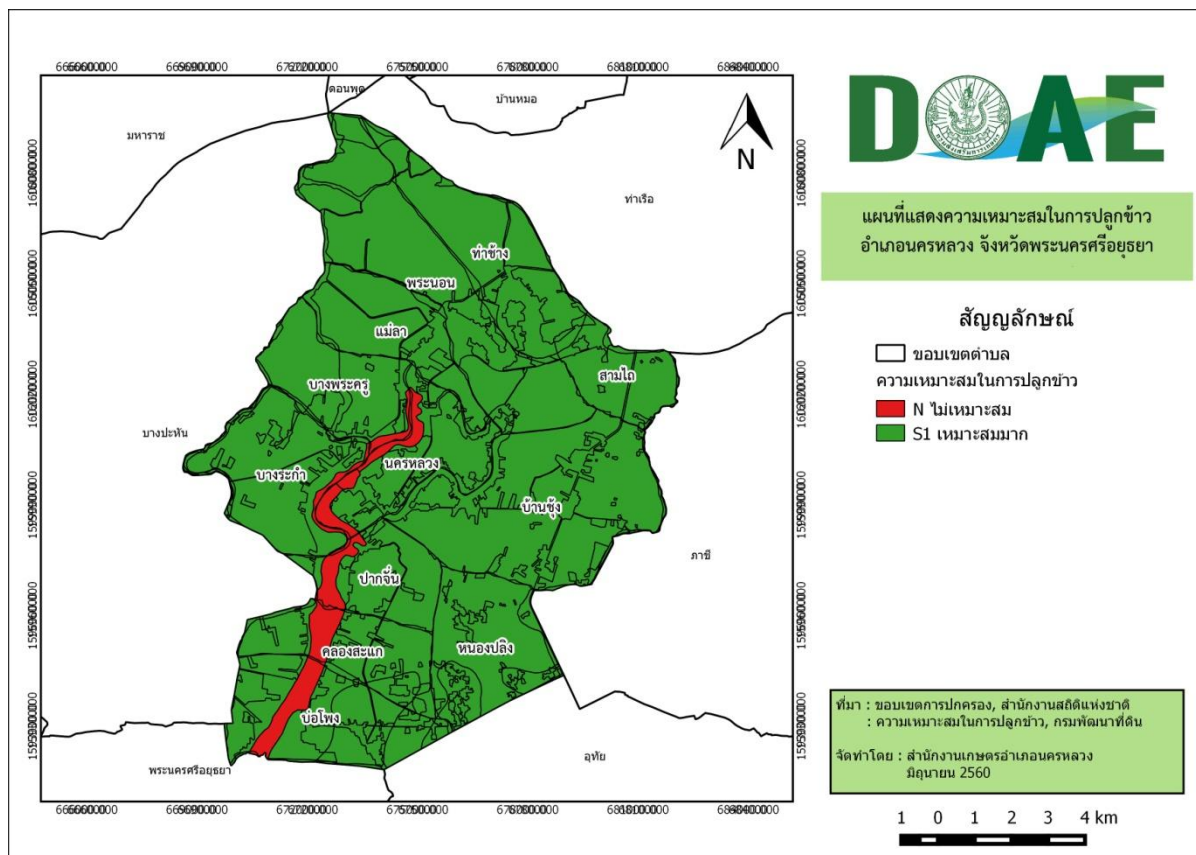 ดอนพุด
บ้านหมอ
มหาราช
N
ท่าเรือ
ท่าช้าง
พระนอน
แม่ลา
สามไถ
บางพระครู
บางปะหัน
นครหลวง
บางระกำ
บ้านชุ้ง
ภาชี
ปากจั่น
คลองสะแก
หนองปลิง
บ่อโพง
อุทัย
พระนครศรีอยุธยา
DOAE
แผนที่แสดงความเหมาะสมในการปลูกข้าว
อำเภอนครหลวง จังหวัดพระนครศรีอยุธยา
สัญญลักษณ์
ขอบเขตตำบล
ความเหมาะสมในการปลูกข้าว
N ไม่เหมาะสม
S1 เหมาะสมมาก
ที่มา : ขอบเขตการปกครอง, สำนักงานสถิติแห่งชาติ
: ความเหมาะสมในการปลูกข้าว, กรมพัฒนาที่ดิน
จัดทำโดย : สำนักงานเกษตรอำเภอนครหลวง
มิถุนายน 2560
1 0 1 2 3 4 km